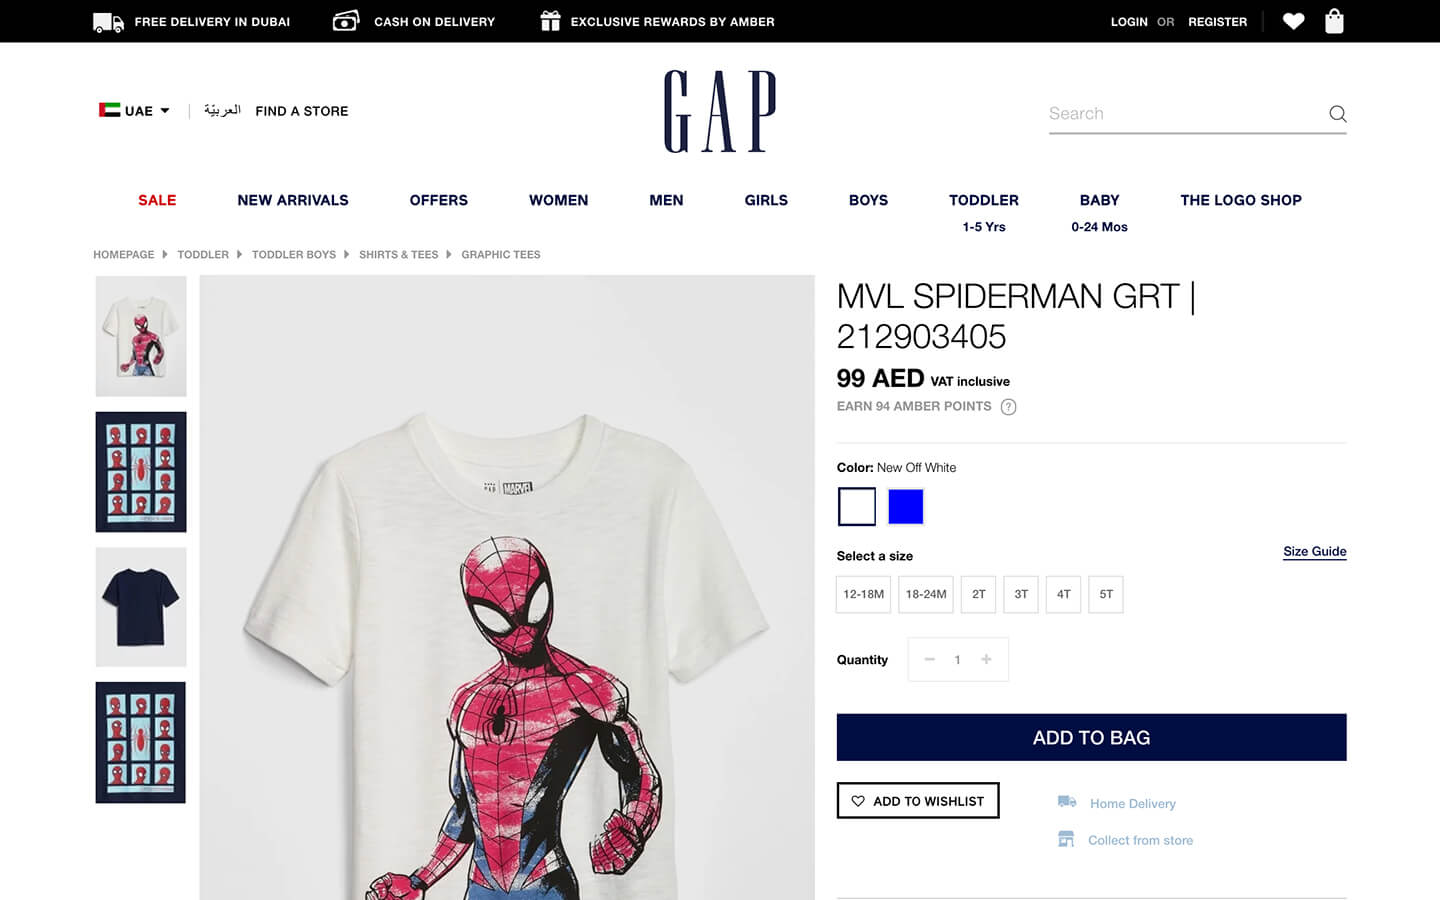 FREE DELIVERY IN DUBAI
CASH ON DELIVERY
EXCLUSIVE REWARDS BY AMBER
LOGIN OR REGISTER
UAE
العربيّة
FIND A STORE
GAP
Search
SALE
NEW ARRIVALS
OFFERS
WOMEN
MEN
GIRLS
BOYS
TODDLER
1-5 Yrs
BABY
0-24 Mos
THE LOGO SHOP
HOMEPAGE
TODDLER
TODDLER BOYS
SHIRTS & TEES
GRAPHIC TEES
GAP | MARVEL
MVL SPIDERMAN GRT |
212903405
99 AED VAT inclusive
EARN 94 AMBER POINTS ?
Color: New Off White
Select a size
Size Guide
12-18M
18-24M
2T
3T
4T
5T
Quantity
− 1 +
ADD TO BAG
ADD TO WISHLIST
Home Delivery
Collect from store